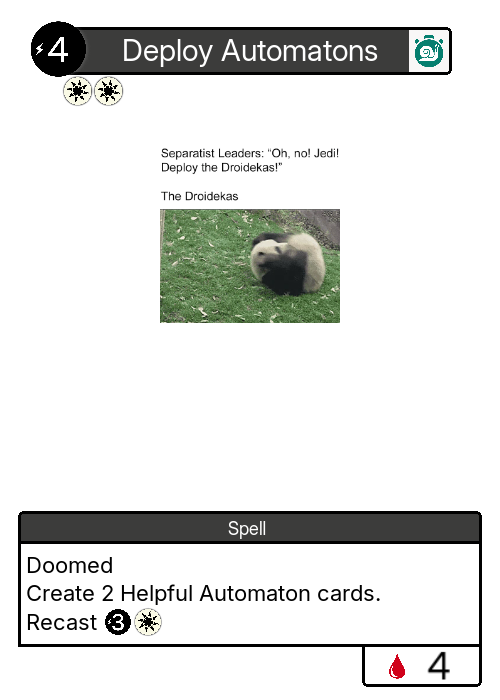 4 Deploy Automatons
Separatist Leaders: “Oh, no! Jedi!
Deploy the Droidekas!”
The Droidekas
Spell
Doomed
Create 2 Helpful Automaton cards.
Recast 3
4